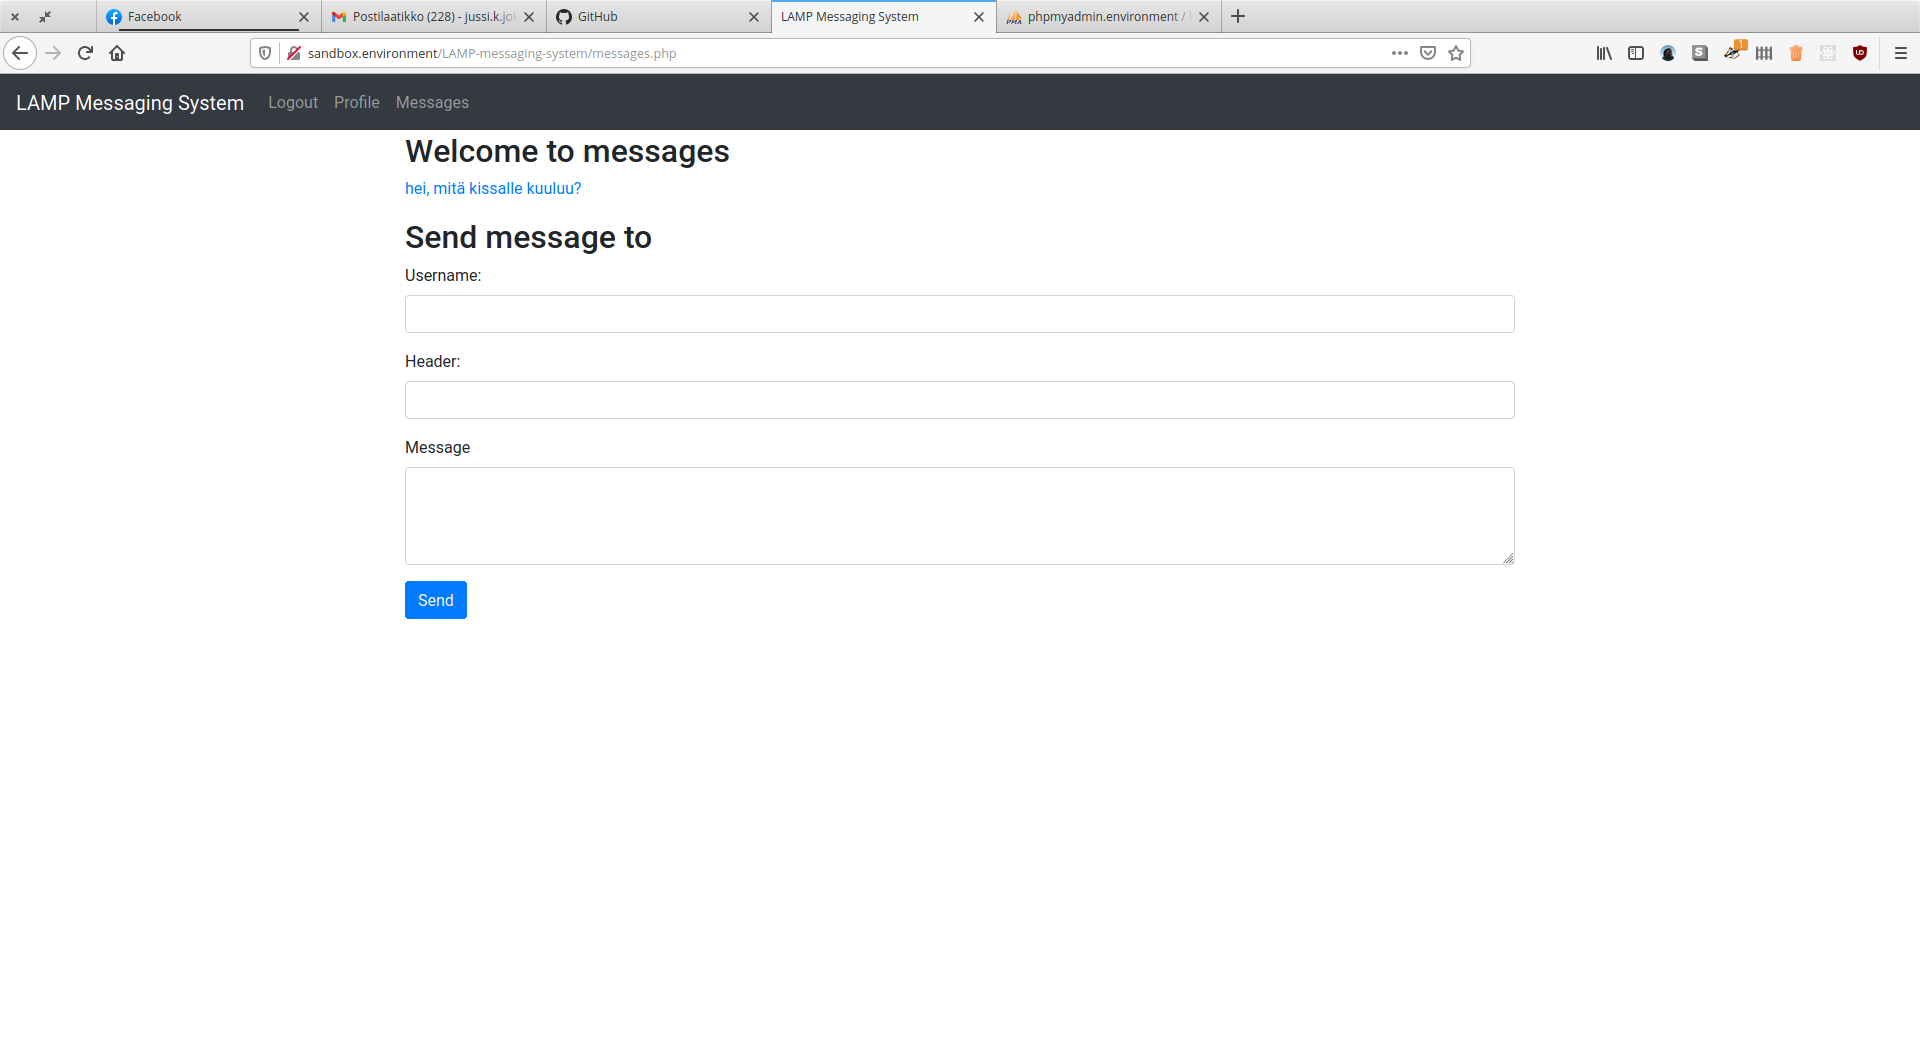 Facebook
Postilaatikko (228) - jussi.k.jo
GitHub
LAMP Messaging System
phpmyadmin.environment /
sandbox.environment/LAMP-messaging-system/messages.php
1
LAMP Messaging System Logout Profile Messages
Welcome to messages
hei, mitä kissalle kuuluu?
Send message to
Username:
Header:
Message
Send